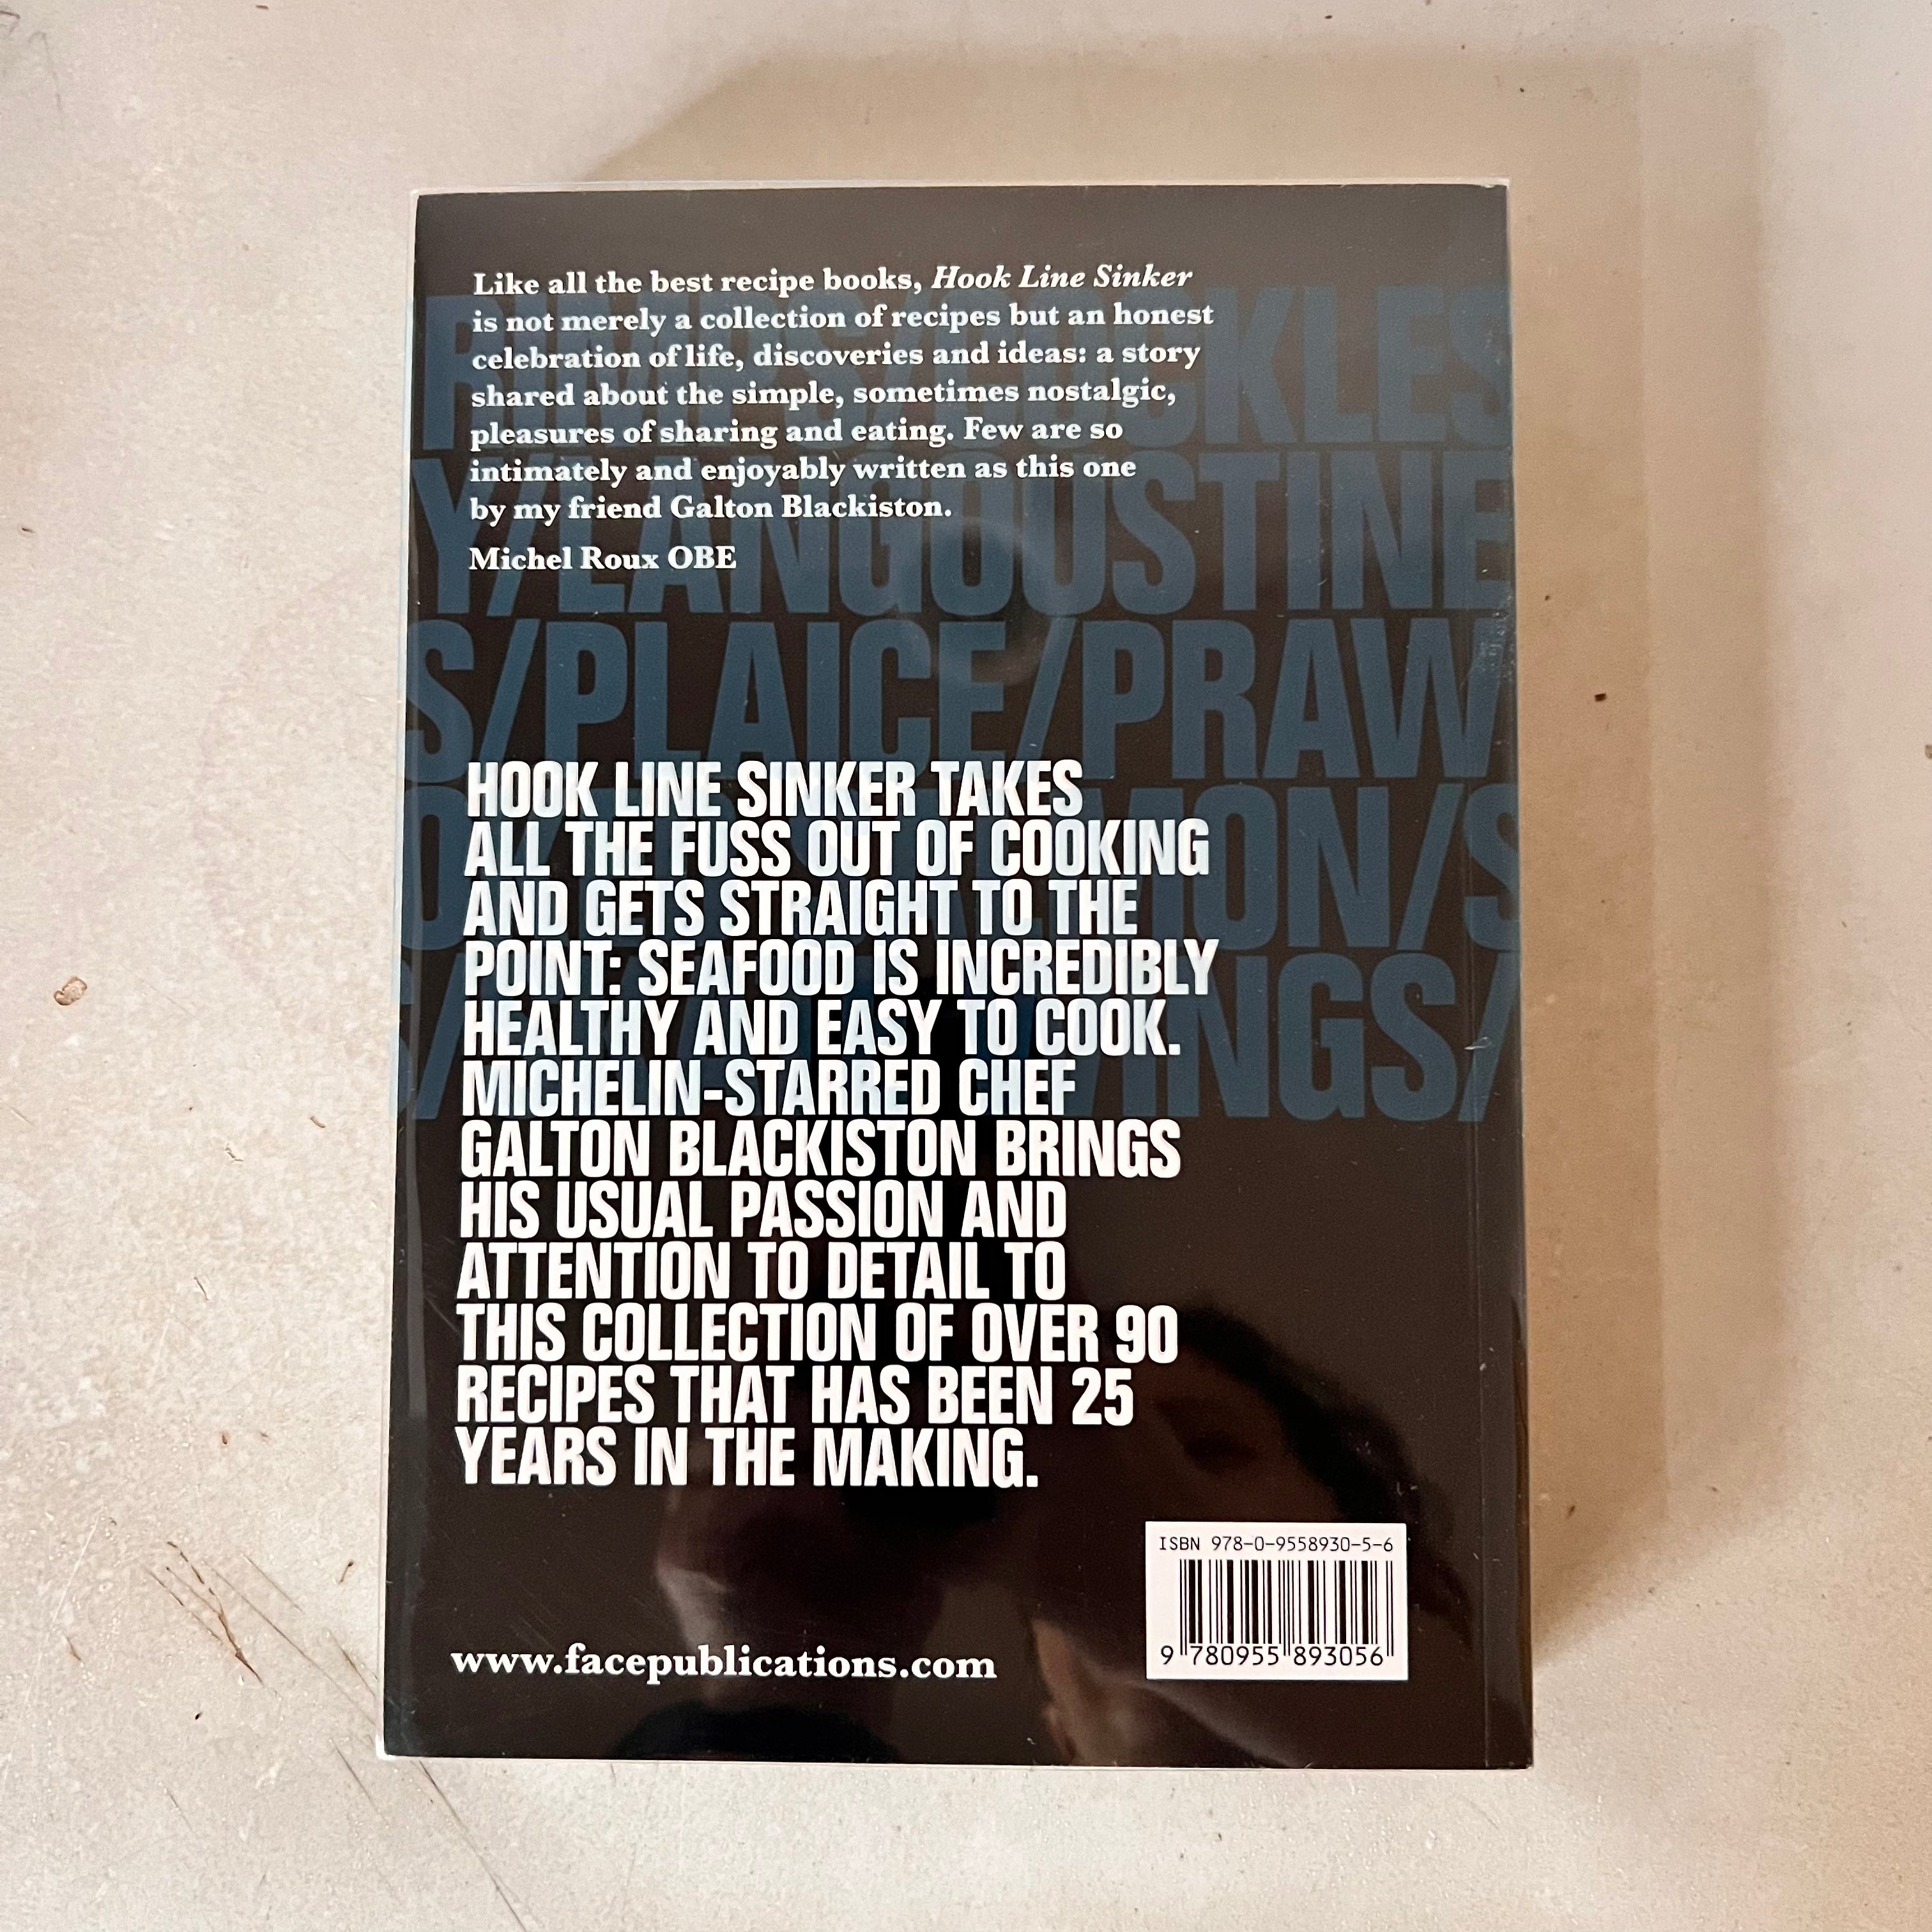 Like all the best recipe books, Hook Line Sinker
is not merely a collection of recipes but an honest
celebration of life, discoveries and ideas: a story
shared about the simple, sometimes nostalgic,
pleasures of sharing and eating. Few are so
intimately and enjoyably written as this one
by my friend Galton Blackiston.
Michel Roux OBE
RIMPS/COCKLES
Y/LANGOUSTINE
S/PLAICE/PRAW
MON/S
INGS/
HOOK LINE SINKER TAKES
ALL THE FUSS OUT OF COOKING
AND GETS STRAIGHT TO THE
POINT: SEAFOOD IS INCREDIBLY
HEALTHY AND EASY TO COOK.
MICHELIN-STARRED CHEF
GALTON BLACKISTON BRINGS
HIS USUAL PASSION AND
ATTENTION TO DETAIL TO
THIS COLLECTION OF OVER 90
RECIPES THAT HAS BEEN 25
YEARS IN THE MAKING.
ISBN 978-0-9558930-5-6
9 780955 893056
www.facepublications.com